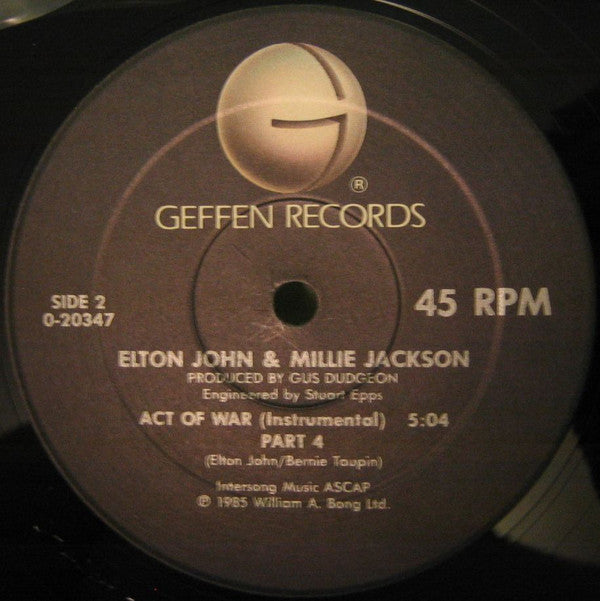 ®
GEFFEN RECORDS
SIDE 2
0-20347
45 RPM
ELTON JOHN & MILLIE JACKSON
PRODUCED BY GUS DUDGEON
Engineered by Stuart Epps
ACT OF WAR (Instrumental) 5:04
PART 4
(Elton John/Bernie Taupin)
Intersong Music ASCAP
℗ 1985 William A. Bong Ltd.